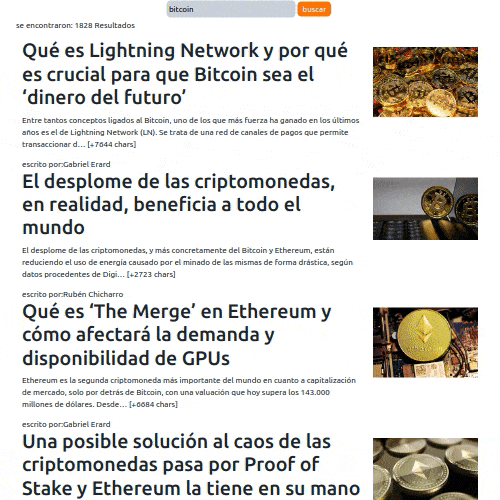 bitcoin
buscar
se encontraron: 1828 Resultados
Qué es Lightning Network y por qué
es crucial para que Bitcoin sea el
‘dinero del futuro’
Entre tantos conceptos ligados al Bitcoin, uno de los que más fuerza ha ganado en los últimos
años es el de Lightning Network (LN). Se trata de una red de canales de pagos que permite
transaccionar d… [+7644 chars]
escrito por:Gabriel Erard
El desplome de las criptomonedas,
en realidad, beneficia a todo el
mundo
El desplome de las criptomonedas, y más concretamente del Bitcoin y Ethereum, están
reduciendo el uso de energia causado por el minado de las mismas de forma drástica, según
datos procedentes de Digi… [+2723 chars]
escrito por:Rubén Chicharro
Qué es ‘The Merge’ en Ethereum y
cómo afectará la demanda y
disponibilidad de GPUs
Ethereum es la segunda criptomoneda más importante del mundo en cuanto a capitalización
de mercado, solo por detrás de Bitcoin, con una valuación que hoy supera los 143.000
millones de dólares. Desde… [+6684 chars]
escrito por:Gabriel Erard
Una posible solución al caos de las
criptomonedas pasa por Proof of
Stake y Ethereum la tiene en su mano